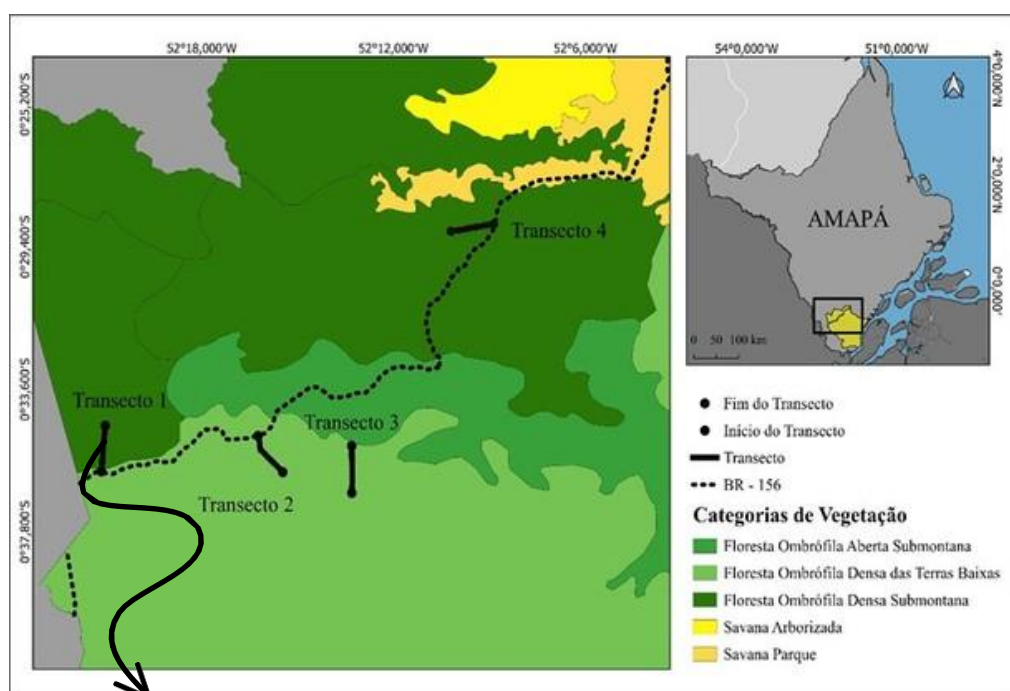 52°18,000'W 52°12,000'W 52°6,000'W
54°0,000'W 51°0,000'W
0°25,200'S
0°29,400'S
0°33,600'S
0°37,800'S
4°0,000'N
2°0,000'N
0°0,000'
Transecto 4
Transecto 1
Transecto 3
Transecto 2
AMAPÁ
0 50 100 km
Fim do Transecto
Início do Transecto
Transecto
BR - 156
Categorias de Vegetação
Floresta Ombrófila Aberta Submontana
Floresta Ombrófila Densa das Terras Baixas
Floresta Ombrófila Densa Submontana
Savana Arborizada
Savana Parque